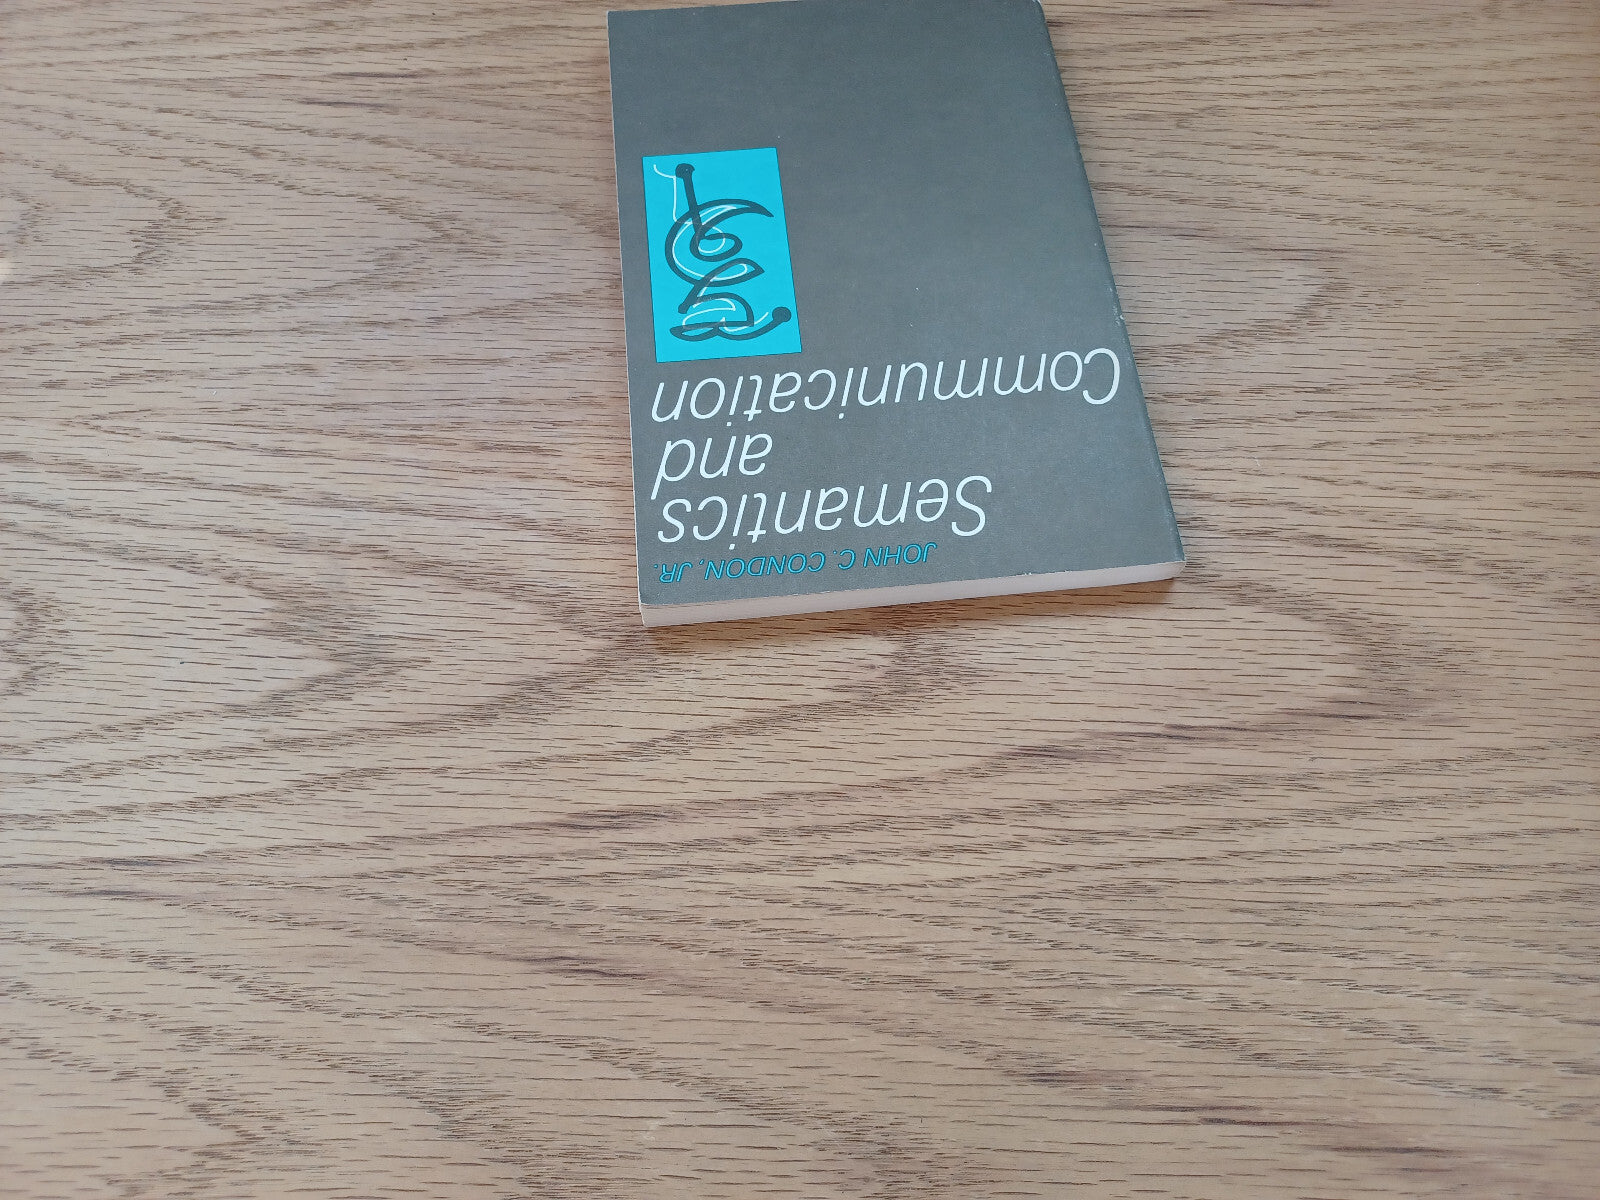 JOHN C. CONDON, JR.
Semantics
and
Communication